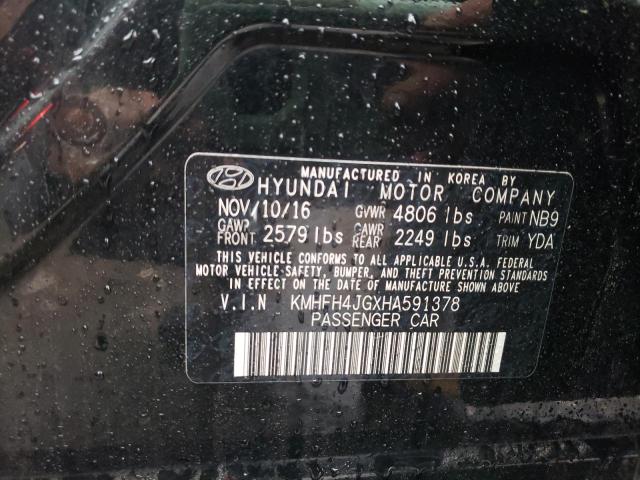 MANUFACTURED IN KOREA BY
HYUNDAI MOTOR COMPANY
NOV/10/16 GVWR 4806 lbs PAINT NB9
GAWR FRONT 2579 lbs GAWR REAR 2249 lbs TRIM YDA
THIS VEHICLE CONFORMS TO ALL APPLICABLE U.S.A. FEDERAL
MOTOR VEHICLE-SAFETY, BUMPER, AND THEFT PREVENTION STANDARDS
IN EFFECT ON THE DATE OF MANUFACTURE SHOWN ABOVE.
V.I.N KMHFH4JGXHA591378
PASSENGER CAR